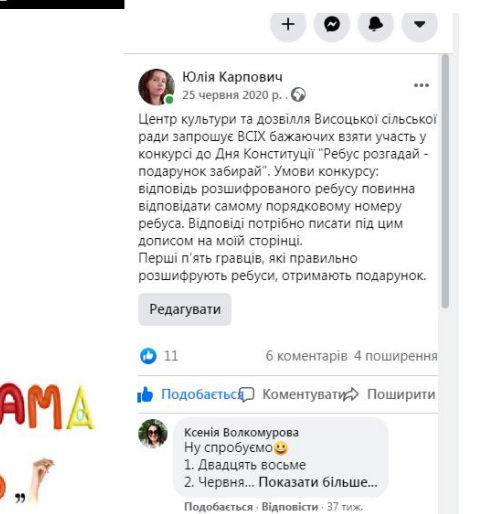 Юлія Карпович
25 червня 2020 р. ·
Центр культури та дозвілля Висоцької сільської
ради запрошує ВСІХ бажаючих взяти участь у
конкурсі до Дня Конституції "Ребус розгадай -
подарунок забирай". Умови конкурсу:
відповідь розшифрованого ребусу повинна
відповідати самому порядковому номеру
ребуса. Відповіді потрібно писати під цим
дописом на моїй сторінці.
Перші п'ять гравців, які правильно
розшифрують ребуси, отримають подарунок.
Редагувати
11 6 коментарів 4 поширення
Подобається Коментувати Поширити
Ксенія Волкомурова
Ну спробуємо
1. Двадцять восьме
2. Червня... Показати більше...
Подобається · Відповісти · 37 тиж.
АМА